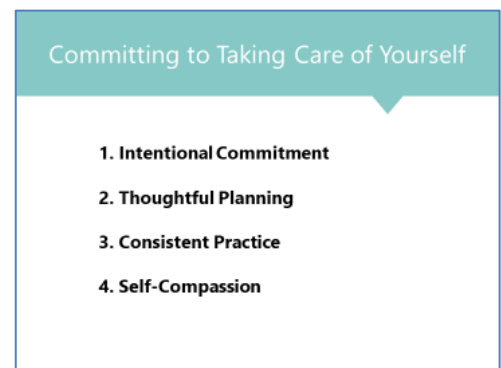 Committing to Taking Care of Yourself
1. Intentional Commitment
2. Thoughtful Planning
3. Consistent Practice
4. Self-Compassion